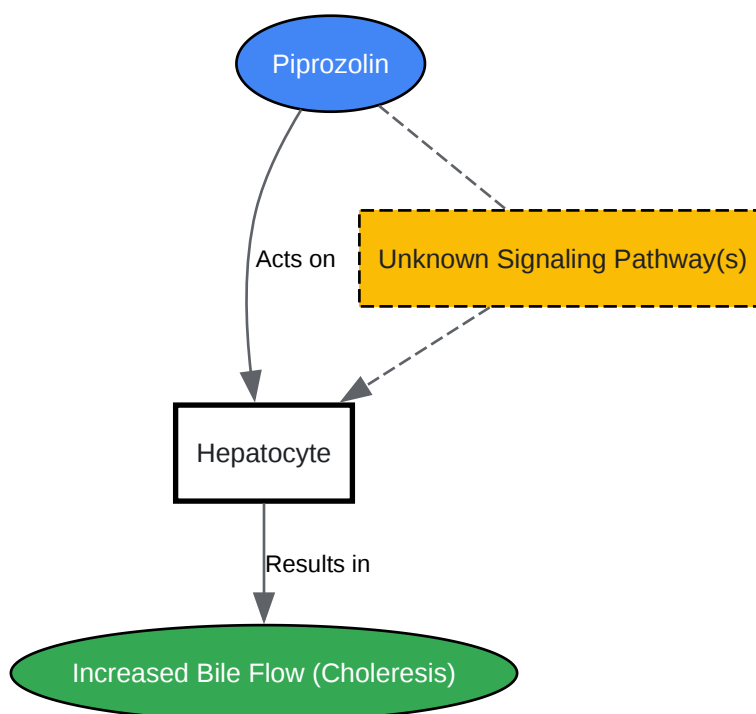 Piprozolin
Acts on
Unknown Signaling Pathway(s)
Hepatocyte
Results in
Increased Bile Flow (Choleresis)